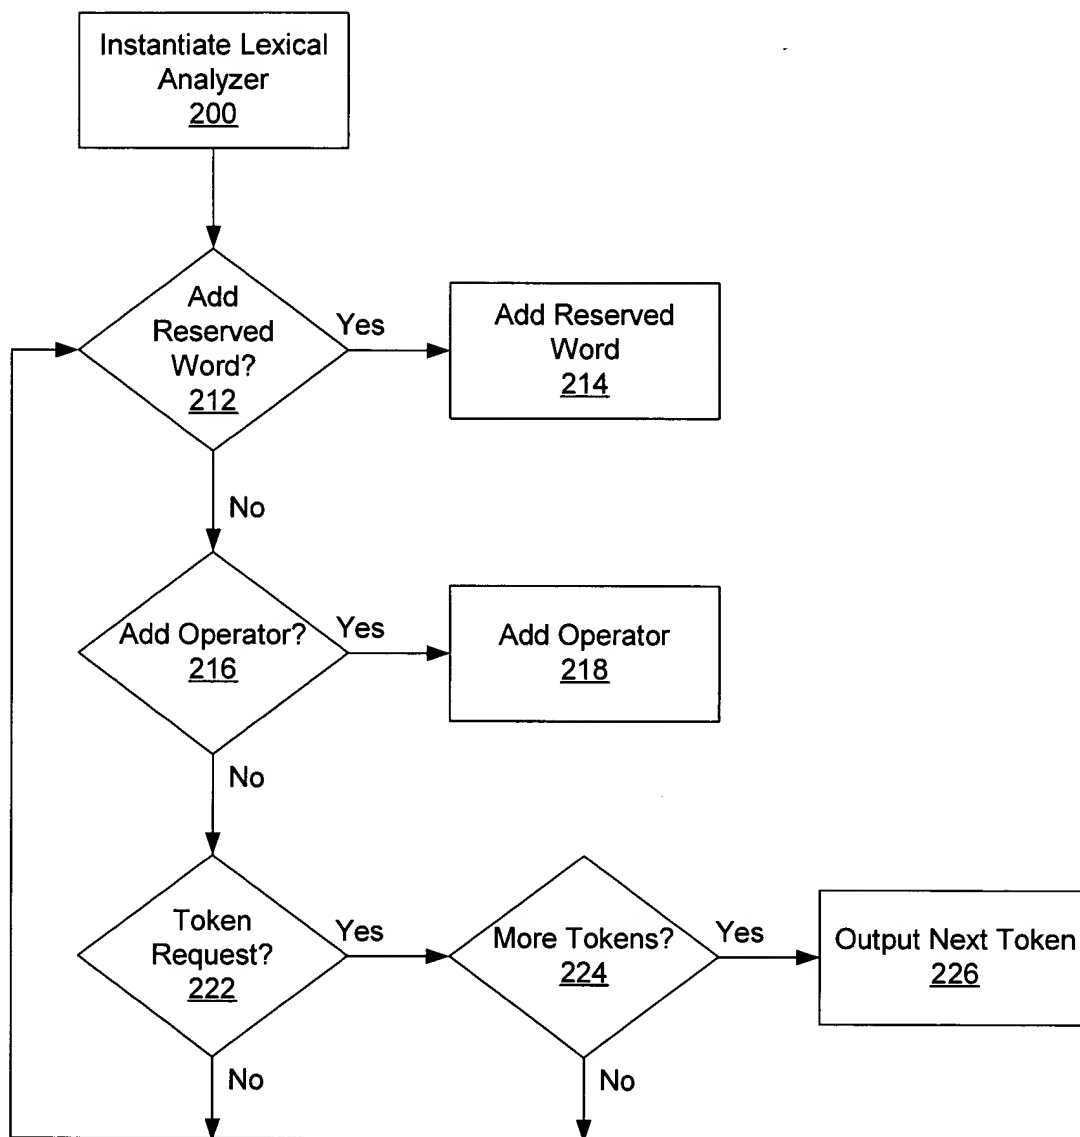 Instantiate Lexical
Analyzer
200
Add
Reserved
Word?
212
Yes
Add Reserved
Word
214
No
Add Operator?
216
Yes
Add Operator
218
No
Token
Request?
222
Yes
More Tokens?
224
Yes
Output Next Token
226
No
No